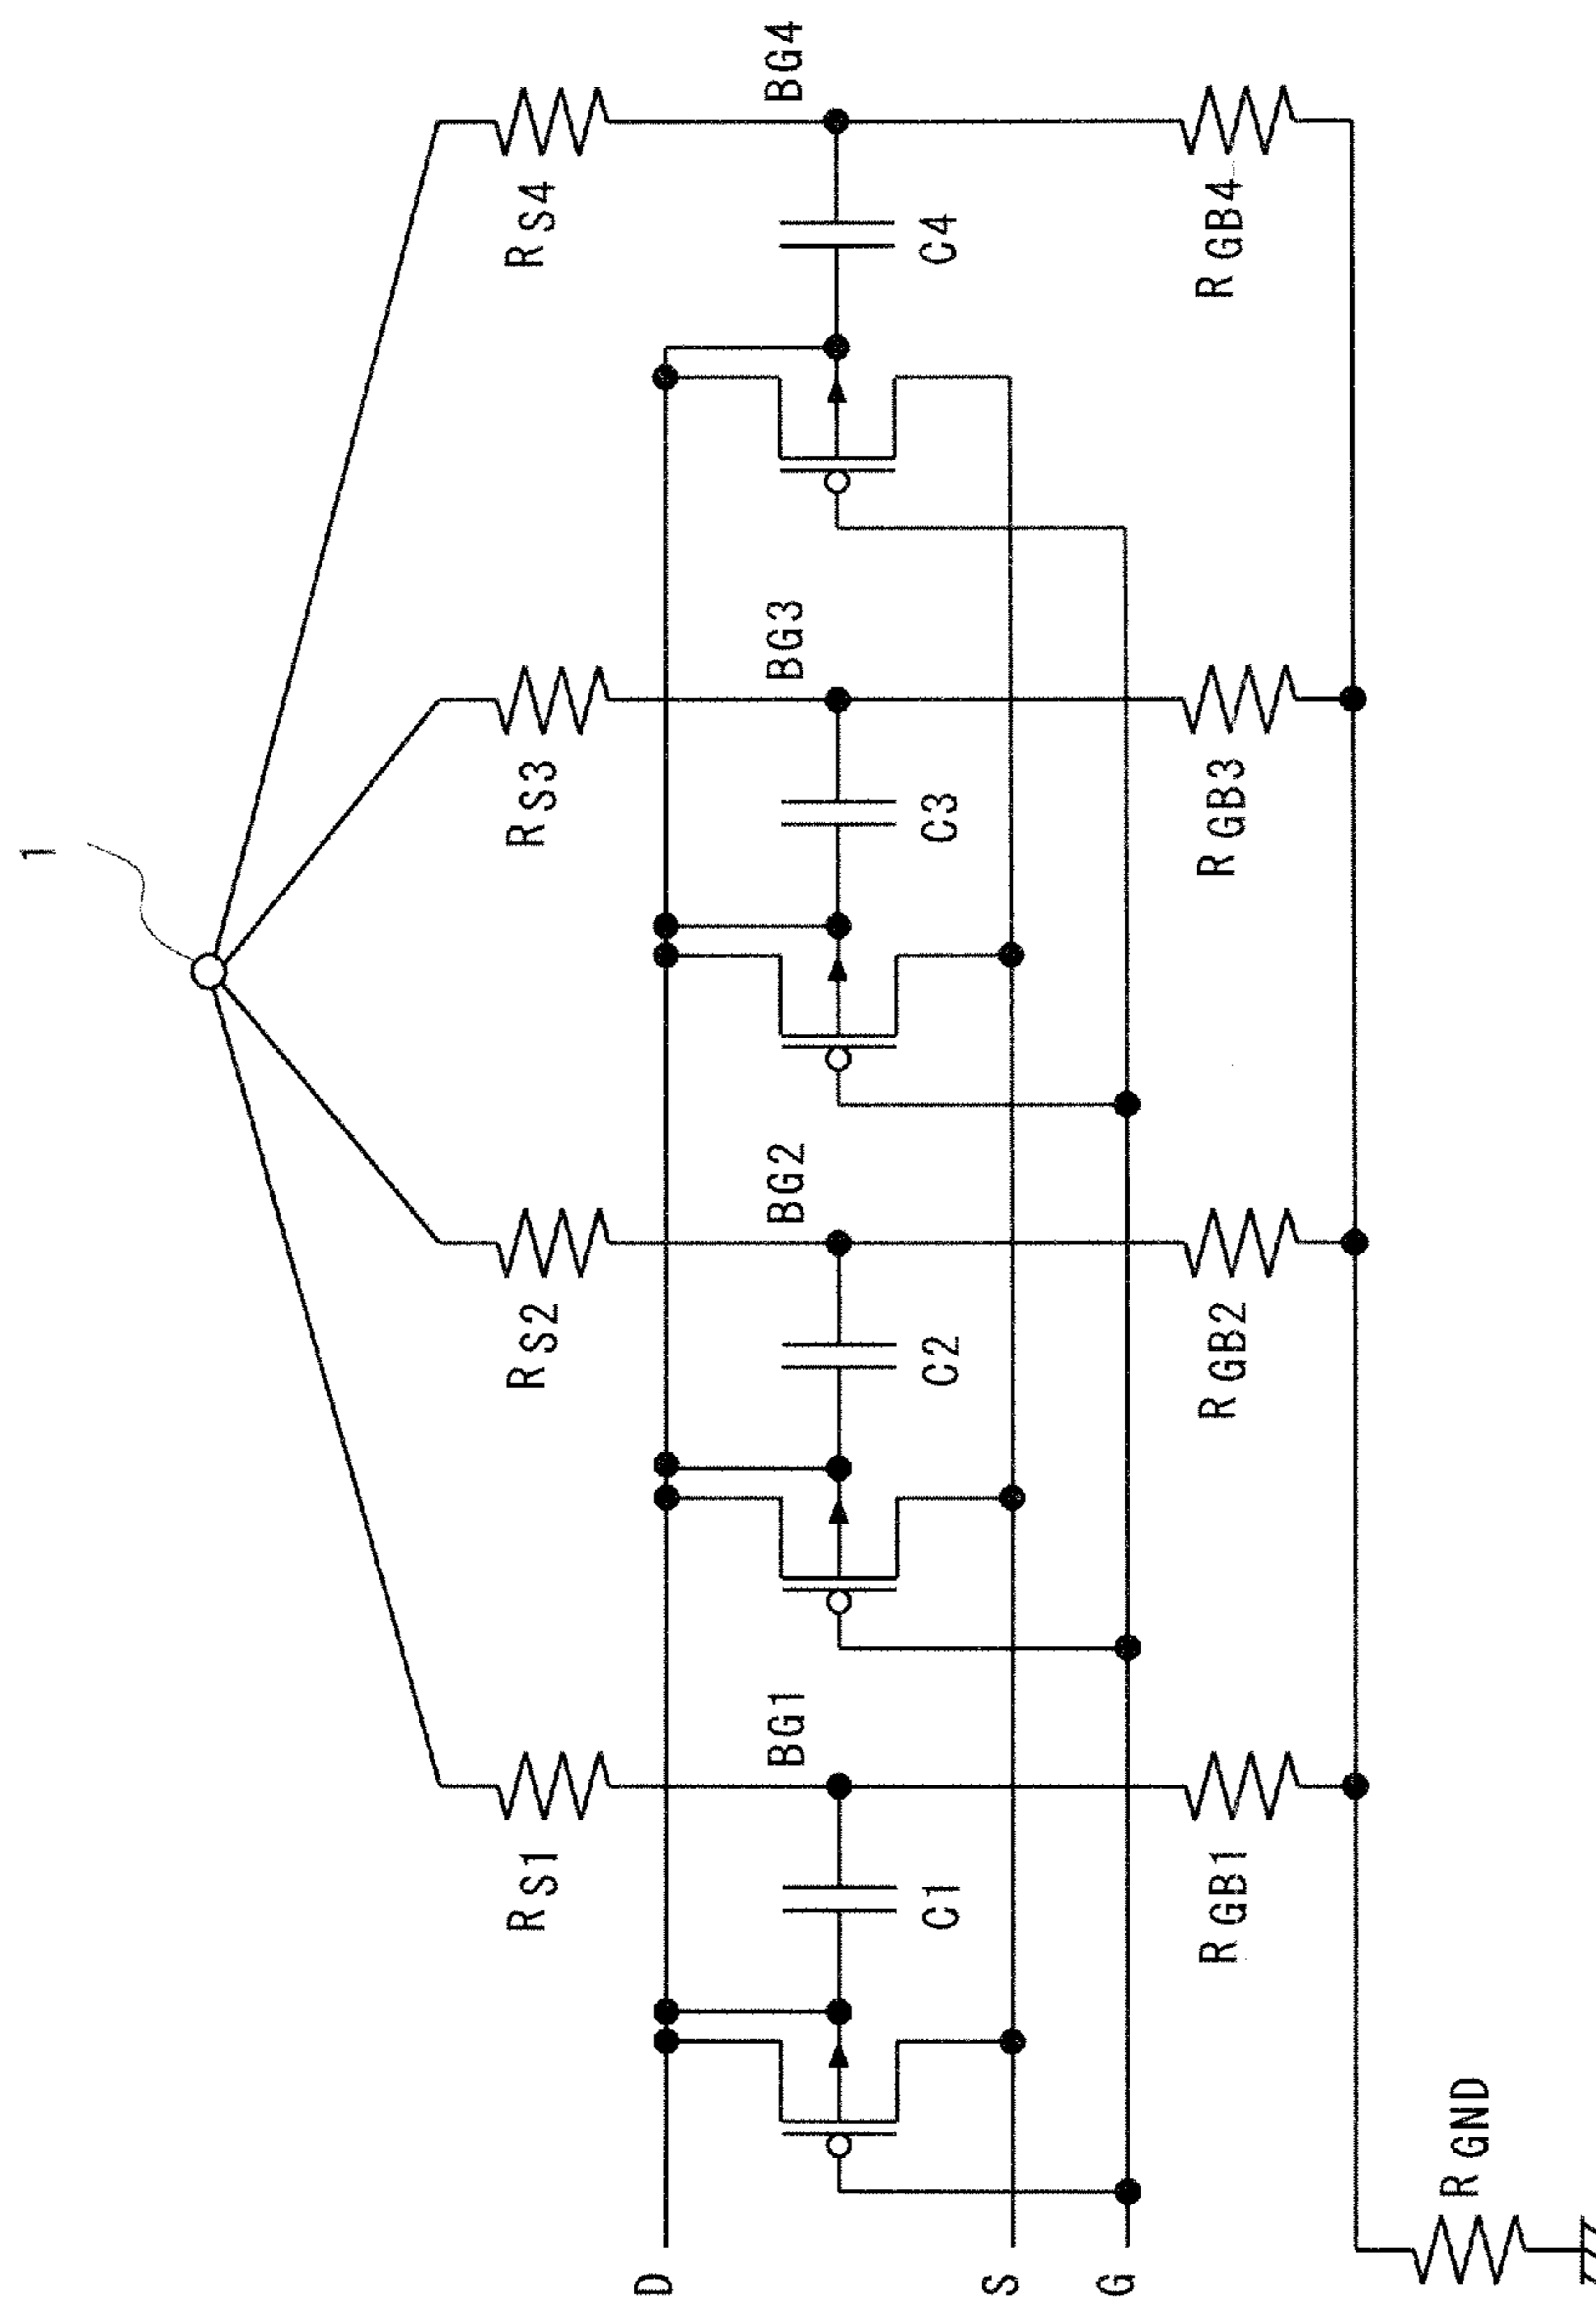 1
RS1
RS2
RS3
RS4
BG1
BG2
BG3
BG4
C1
C2
C3
C4
RGB1
RGB2
RGB3
RGB4
D
S
G
RGND